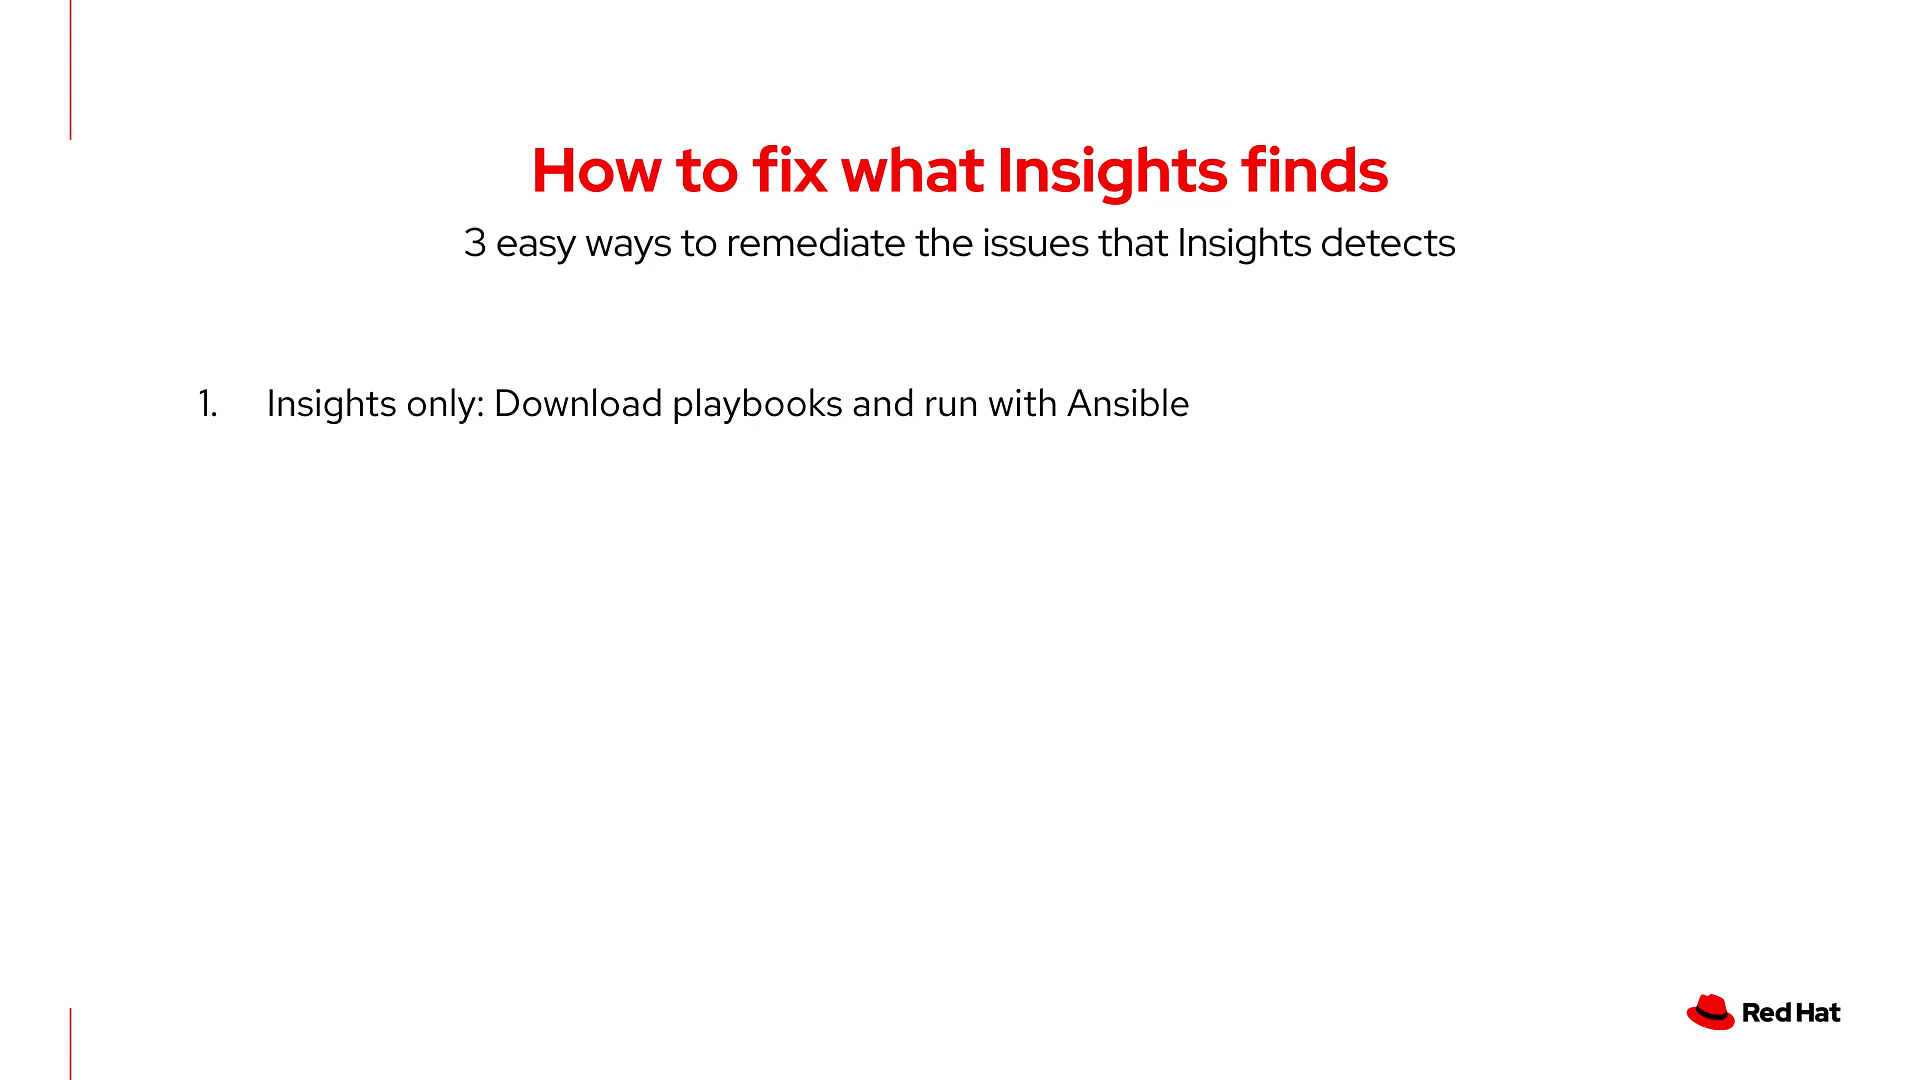 How to fix what Insights finds
3 easy ways to remediate the issues that Insights detects
1. Insights only: Download playbooks and run with Ansible
Red Hat